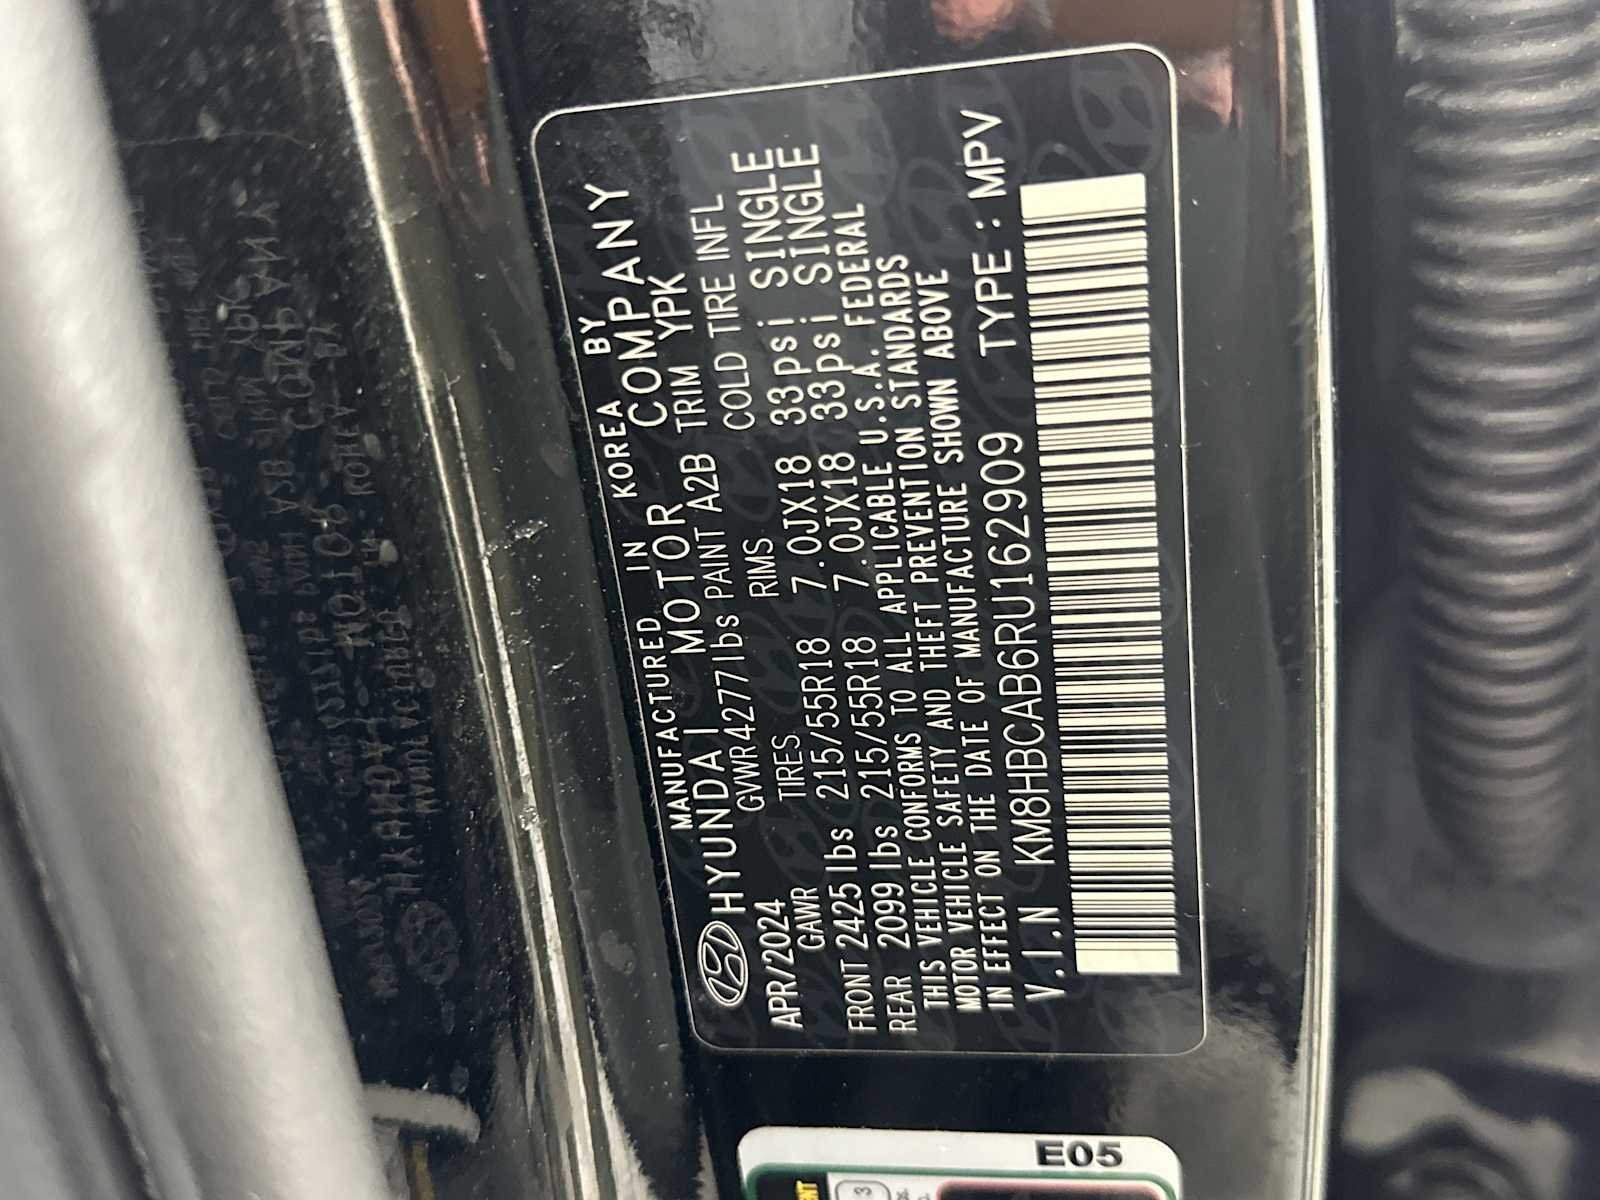 MANUFACTURED IN KOREA BY
HYUNDAI MOTOR COMPANY
GVWR4277lbs PAINT A2B TRIM YPK
APR/2024 TIRES RIMS COLD TIRE INFL
GAWR
FRONT 2425 lbs 215/55R18 7.0JX18 33psi SINGLE
REAR 2099 lbs 215/55R18 7.0JX18 33psi SINGLE
THIS VEHICLE CONFORMS TO ALL APPLICABLE U.S.A. FEDERAL
MOTOR VEHICLE SAFETY AND THEFT PREVENTION STANDARDS
IN EFFECT ON THE DATE OF MANUFACTURE SHOWN ABOVE
V.I.N KM8HBCAB6RU162909 TYPE : MPV
E05
3